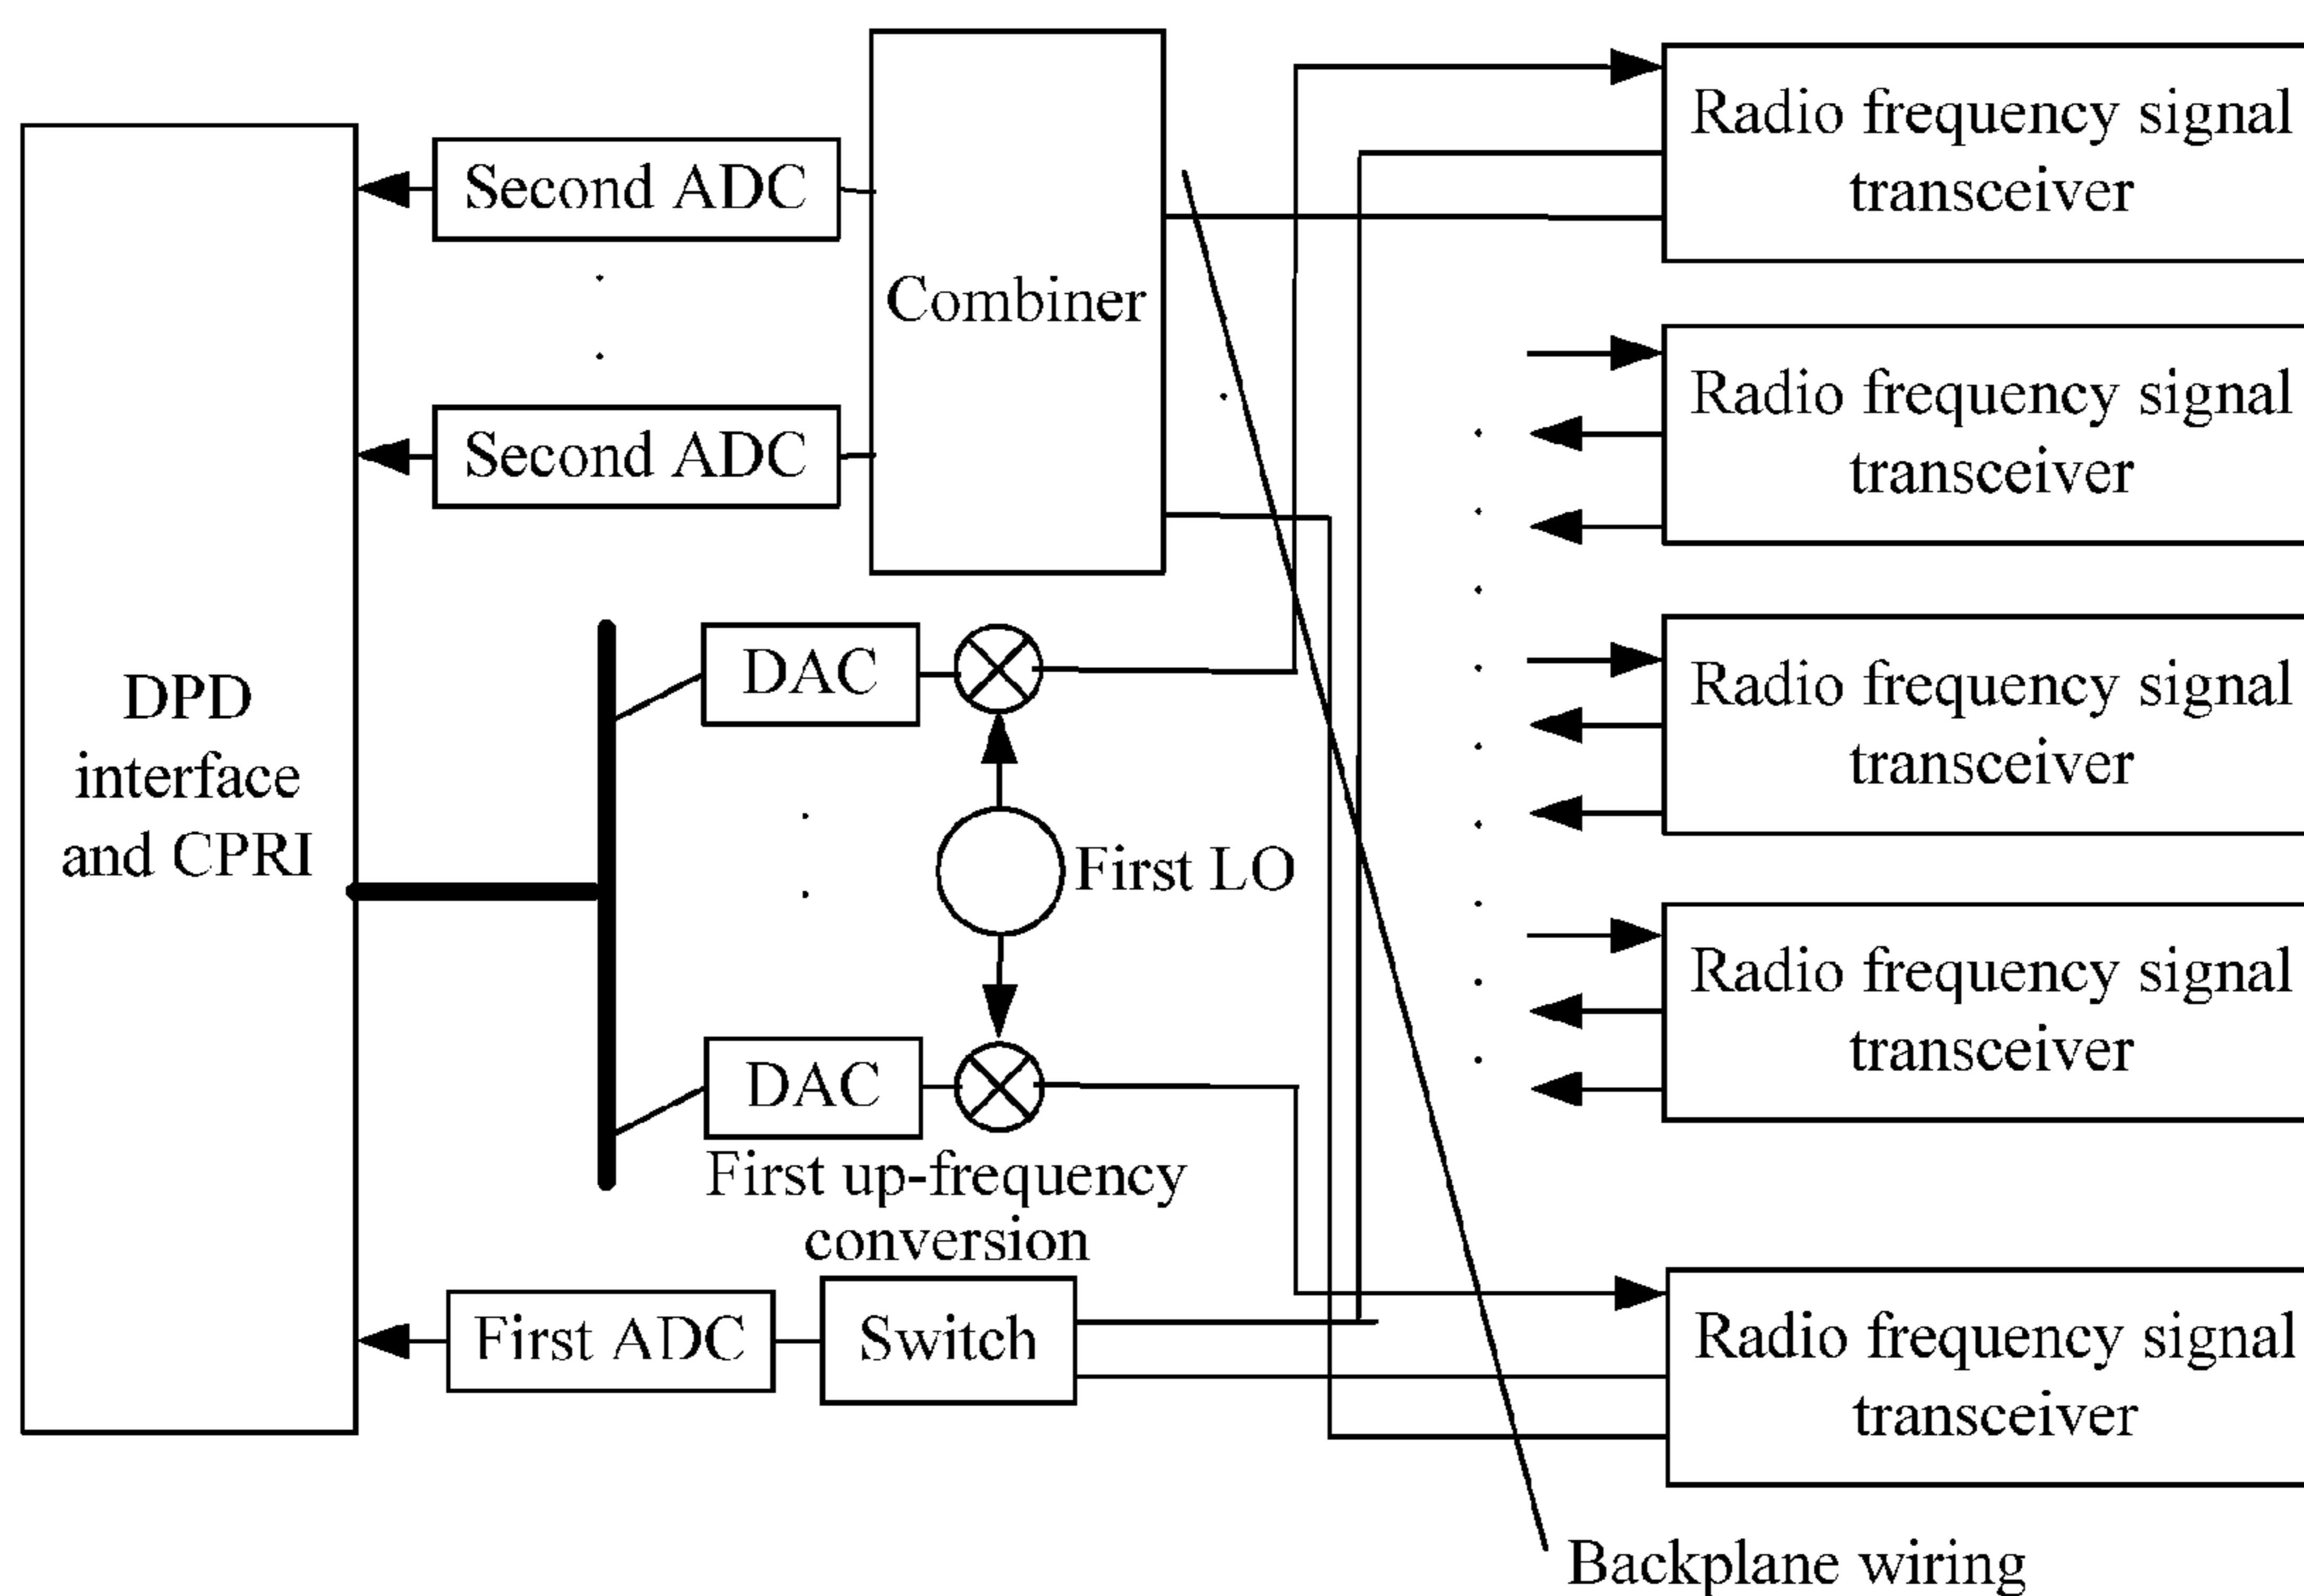 DPD
interface
and CPRI
Second ADC
Second ADC
Combiner
DAC
First LO
DAC
First up-frequency
conversion
First ADC
Switch
Radio frequency signal
transceiver
Radio frequency signal
transceiver
Radio frequency signal
transceiver
Radio frequency signal
transceiver
Radio frequency signal
transceiver
Backplane wiring